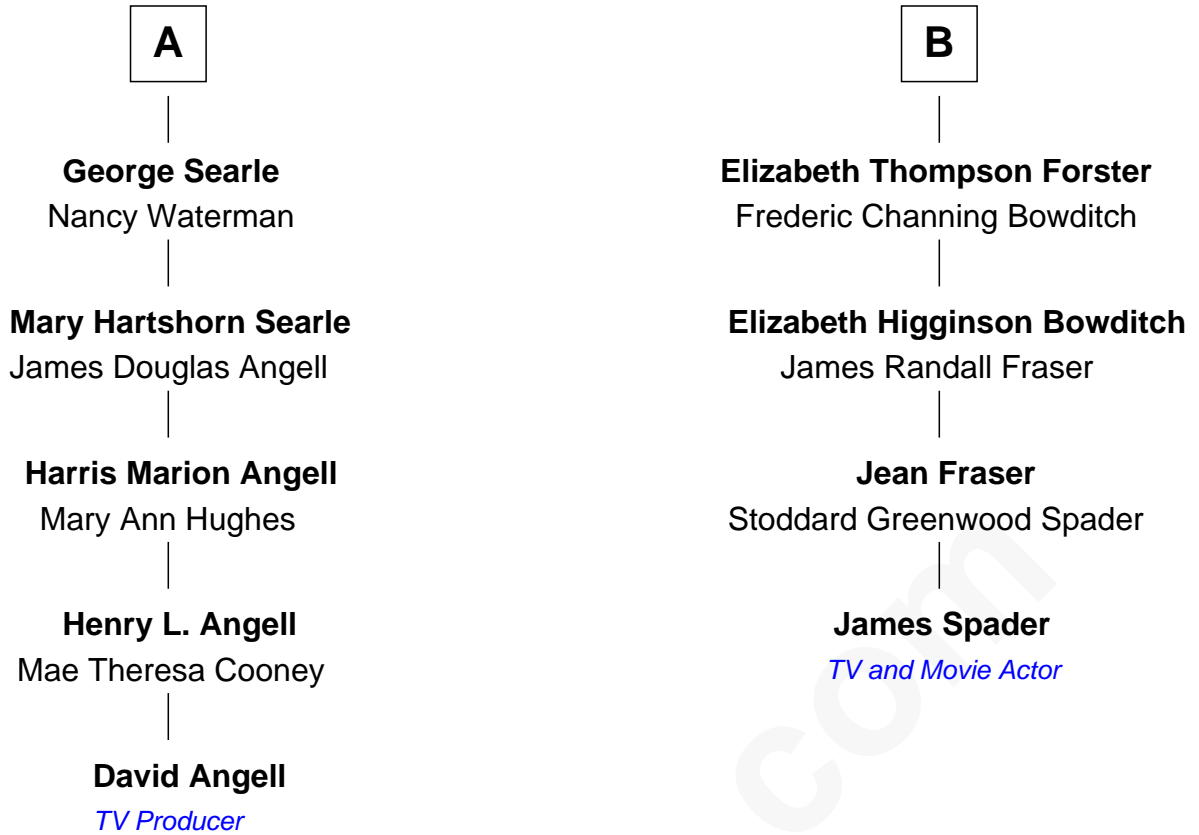 A
George Searle
Nancy Waterman
Mary Hartshorn Searle
James Douglas Angell
Harris Marion Angell
Mary Ann Hughes
Henry L. Angell
Mae Theresa Cooney
David Angell
TV Producer
B
Elizabeth Thompson Forster
Frederic Channing Bowditch
Elizabeth Higginson Bowditch
James Randall Fraser
Jean Fraser
Stoddard Greenwood Spader
James Spader
TV and Movie Actor
com